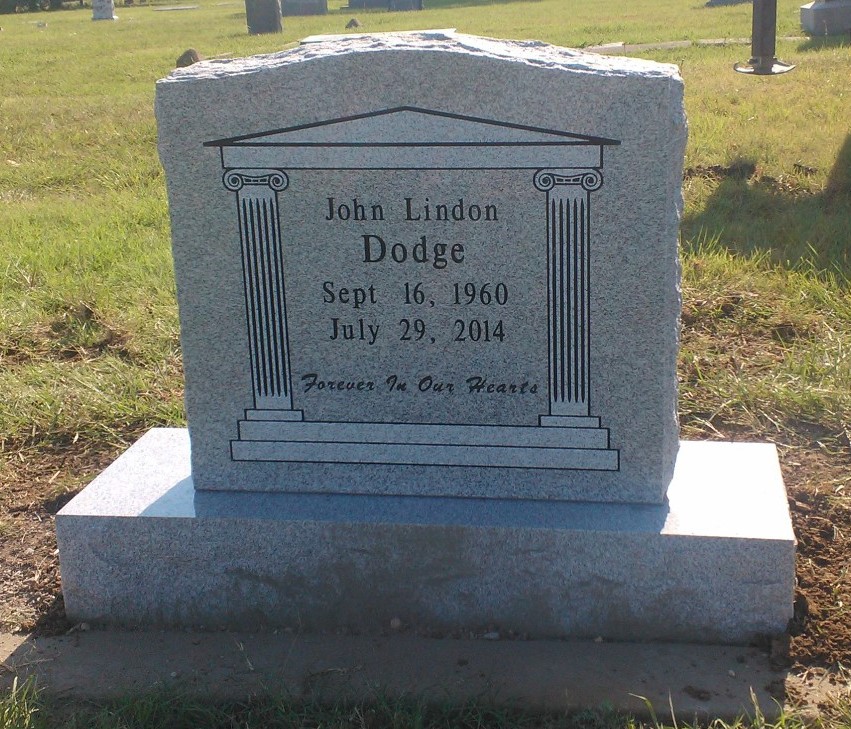 John Lindon
Dodge
Sept 16, 1960
July 29, 2014
Forever In Our Hearts